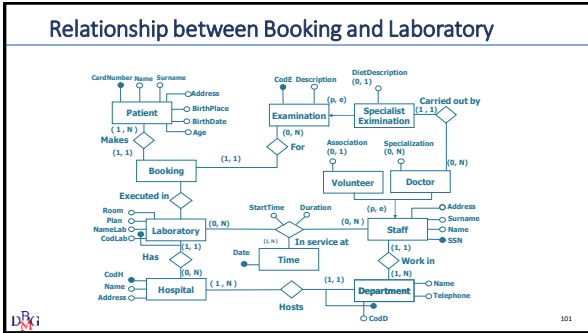 Relationship between Booking and Laboratory
CardNumber Name Surname
Address
BirthPlace
BirthDate
Age
Patient
(1, N)
Makes
(1, 1)
Booking
(1, 1)
For
(0, N)
CodE Description
Examination
(p, e)
DietDescription
(0, 1)
Specialist
Eximination
(1, 1)
Carried out by
(0, N)
Association
(0, 1)
Specialization
(0, N)
Volunteer
Doctor
(p, e)
Executed in
Room
Plan
NameLab
CodLab
Laboratory
(0, N)
StartTime
Duration
In service at
(1, N)
Date
Time
(0, N)
Staff
Address
Surname
Name
SSN
(1, 1)
Has
(0, N)
CodH
Name
Address
Hospital
(1, N)
Hosts
(1, 1)
(1, 1)
Work in
(1, N)
Department
Name
Telephone
CodD
DBMG
101